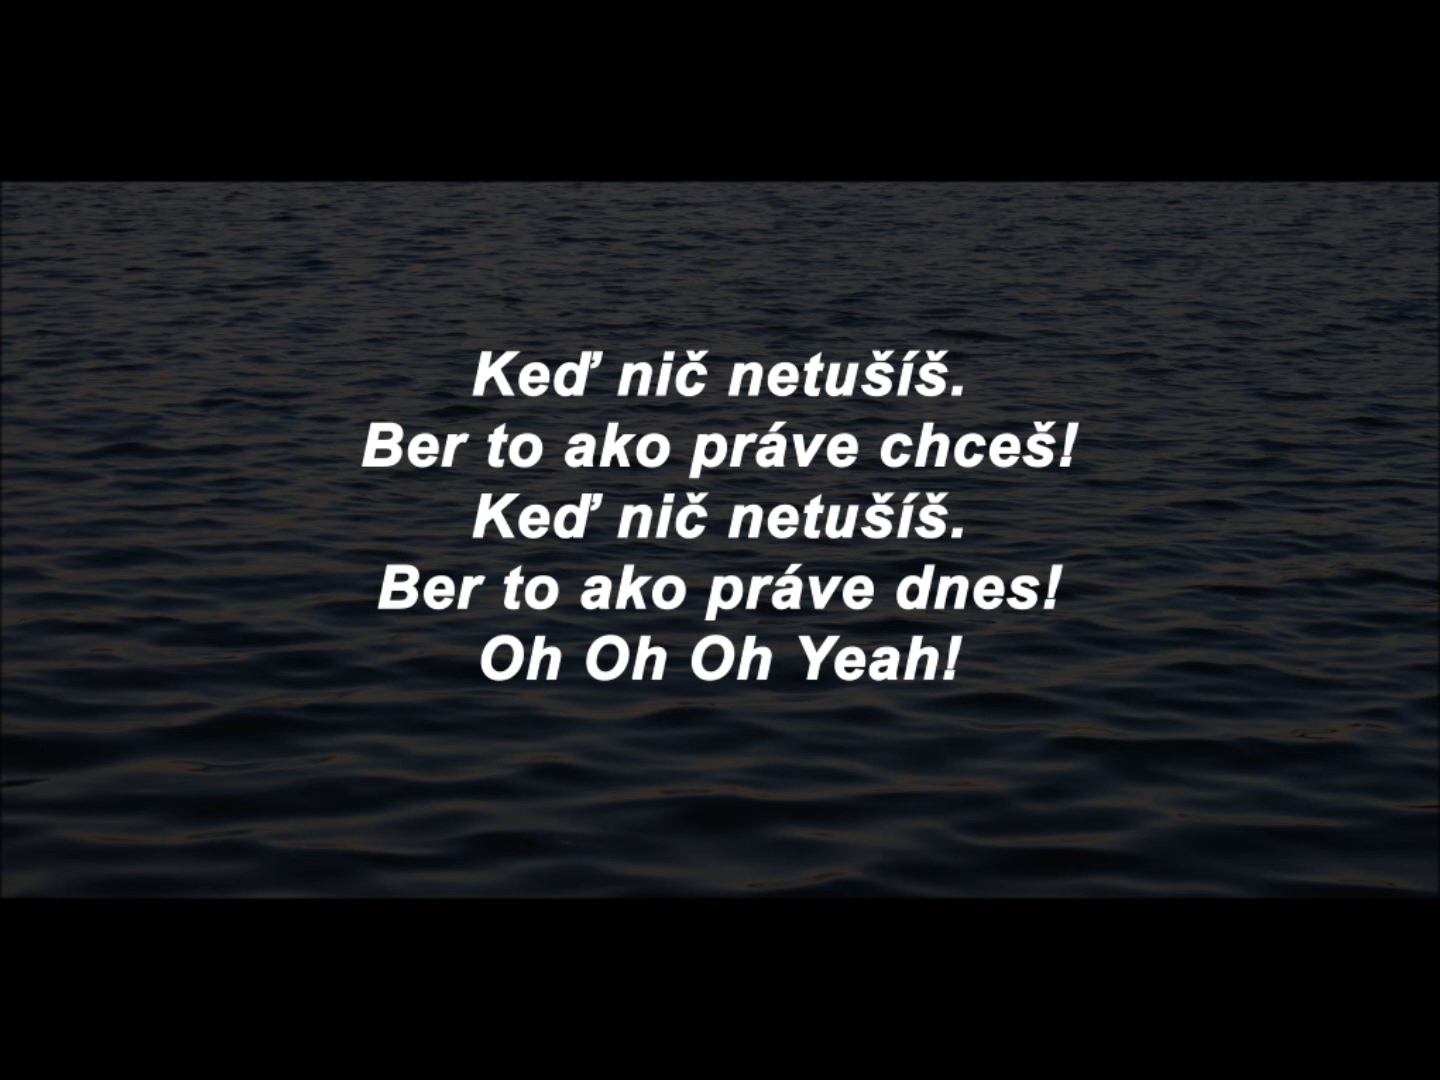 Keď nič netušíš.
Ber to ako práve chceš!
Keď nič netušíš.
Ber to ako práve dnes!
Oh Oh Oh Yeah!